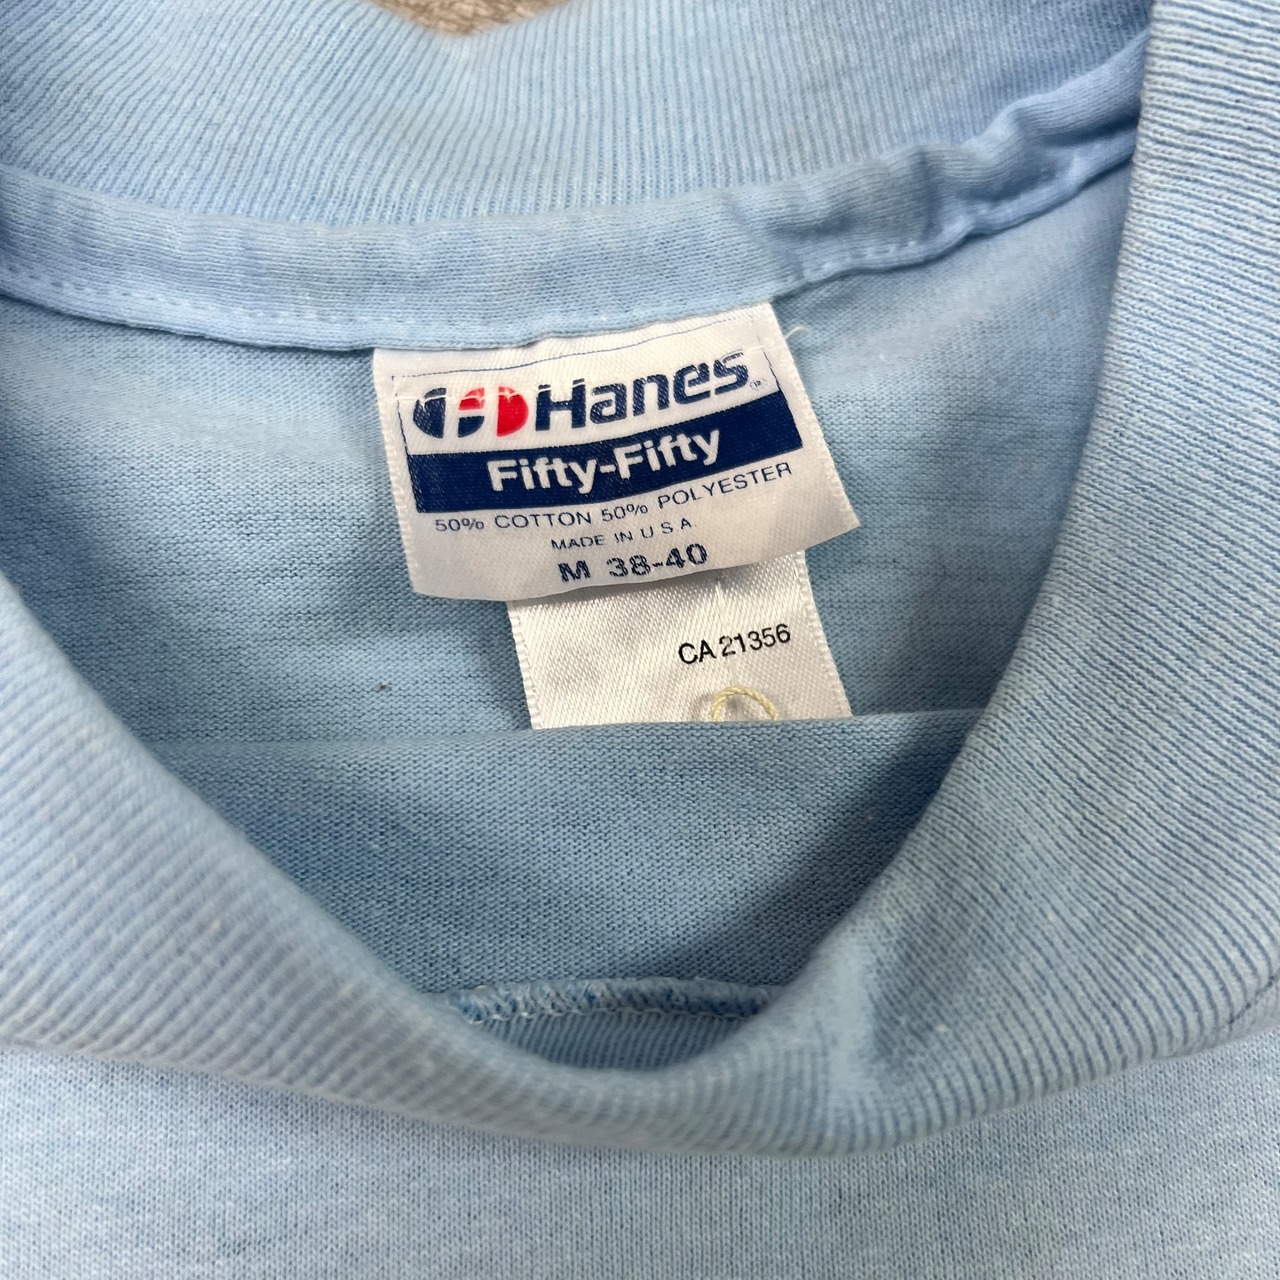 Hanes®
Fifty-Fifty
50% COTTON 50% POLYESTER
MADE IN U S A
M 38-40
CA 21356